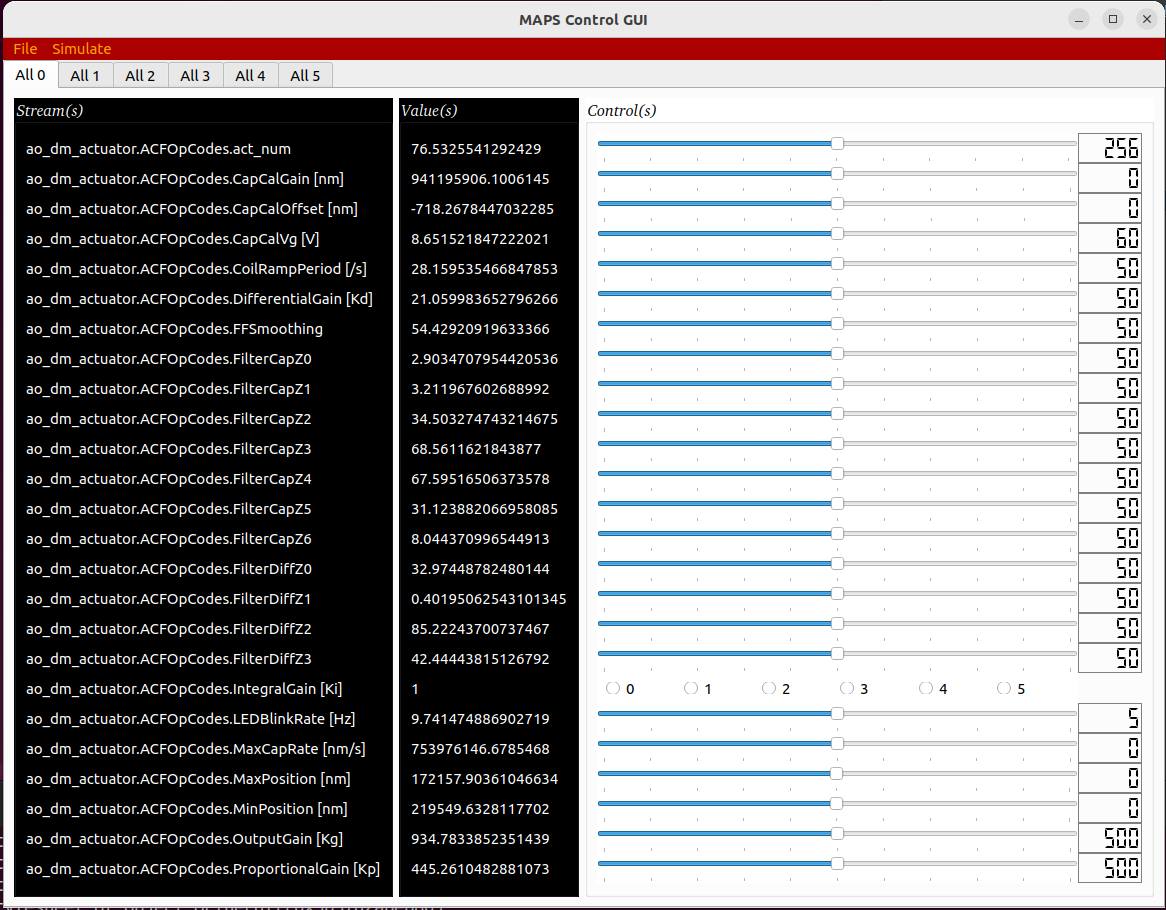 MAPS Control GUI
File Simulate
All 0 All 1 All 2 All 3 All 4 All 5
Stream(s) Value(s) Control(s)
ao_dm_actuator.ACFOpCodes.act_num 76.5325541292429 256
ao_dm_actuator.ACFOpCodes.CapCalGain [nm] 941195906.1006145 0
ao_dm_actuator.ACFOpCodes.CapCalOffset [nm] -718.2678447032285 0
ao_dm_actuator.ACFOpCodes.CapCalVg [V] 8.651521847222021 60
ao_dm_actuator.ACFOpCodes.CoilRampPeriod [/s] 28.159535466847853 50
ao_dm_actuator.ACFOpCodes.DifferentialGain [Kd] 21.059983652796266 50
ao_dm_actuator.ACFOpCodes.FFSmoothing 54.42920919633366 50
ao_dm_actuator.ACFOpCodes.FilterCapZ0 2.9034707954420536 50
ao_dm_actuator.ACFOpCodes.FilterCapZ1 3.211967602688992 50
ao_dm_actuator.ACFOpCodes.FilterCapZ2 34.503274743214675 50
ao_dm_actuator.ACFOpCodes.FilterCapZ3 68.5611621843877 50
ao_dm_actuator.ACFOpCodes.FilterCapZ4 67.59516506373578 50
ao_dm_actuator.ACFOpCodes.FilterCapZ5 31.123882066958085 50
ao_dm_actuator.ACFOpCodes.FilterCapZ6 8.044370996544913 50
ao_dm_actuator.ACFOpCodes.FilterDiffZ0 32.97448782480144 50
ao_dm_actuator.ACFOpCodes.FilterDiffZ1 0.40195062543101345 50
ao_dm_actuator.ACFOpCodes.FilterDiffZ2 85.22243700737467 50
ao_dm_actuator.ACFOpCodes.FilterDiffZ3 42.44443815126792 50
ao_dm_actuator.ACFOpCodes.IntegralGain [Ki] 1 0 1 2 3 4 5
ao_dm_actuator.ACFOpCodes.LEDBlinkRate [Hz] 9.741474886902719 5
ao_dm_actuator.ACFOpCodes.MaxCapRate [nm/s] 753976146.6785468 0
ao_dm_actuator.ACFOpCodes.MaxPosition [nm] 172157.90361046634 0
ao_dm_actuator.ACFOpCodes.MinPosition [nm] 219549.6328117702 0
ao_dm_actuator.ACFOpCodes.OutputGain [Kg] 934.7833852351439 500
ao_dm_actuator.ACFOpCodes.ProportionalGain [Kp] 445.2610482881073 500